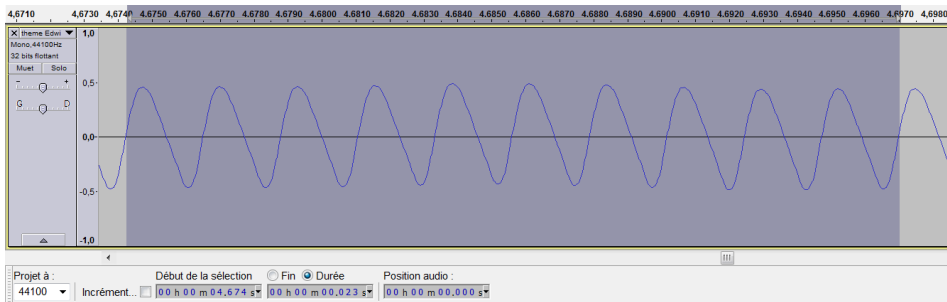 4,6710 4,6730 4,6740 4.6750 4.6760 4.6770 4.6780 4.6790 4.6800 4.6810 4.6820 4.6830 4.6840 4.6850 4.6860 4.6870 4.6880 4.6890 4.6900 4.6910 4.6920 4.6930 4.6940 4.6950 4.6960 4.6970 4,6980
X theme Edwi ▼ 1,0
Mono,44100Hz
32 bits flottant
Muet Solo
- + 0,5
G D
0,0
-0,5
-1,0
Projet à : Début de la sélection Fin Durée Position audio :
44100 Incrément... 00 h 00 m 04,674 s 00 h 00 m 00,023 s 00 h 00 m 00,000 s